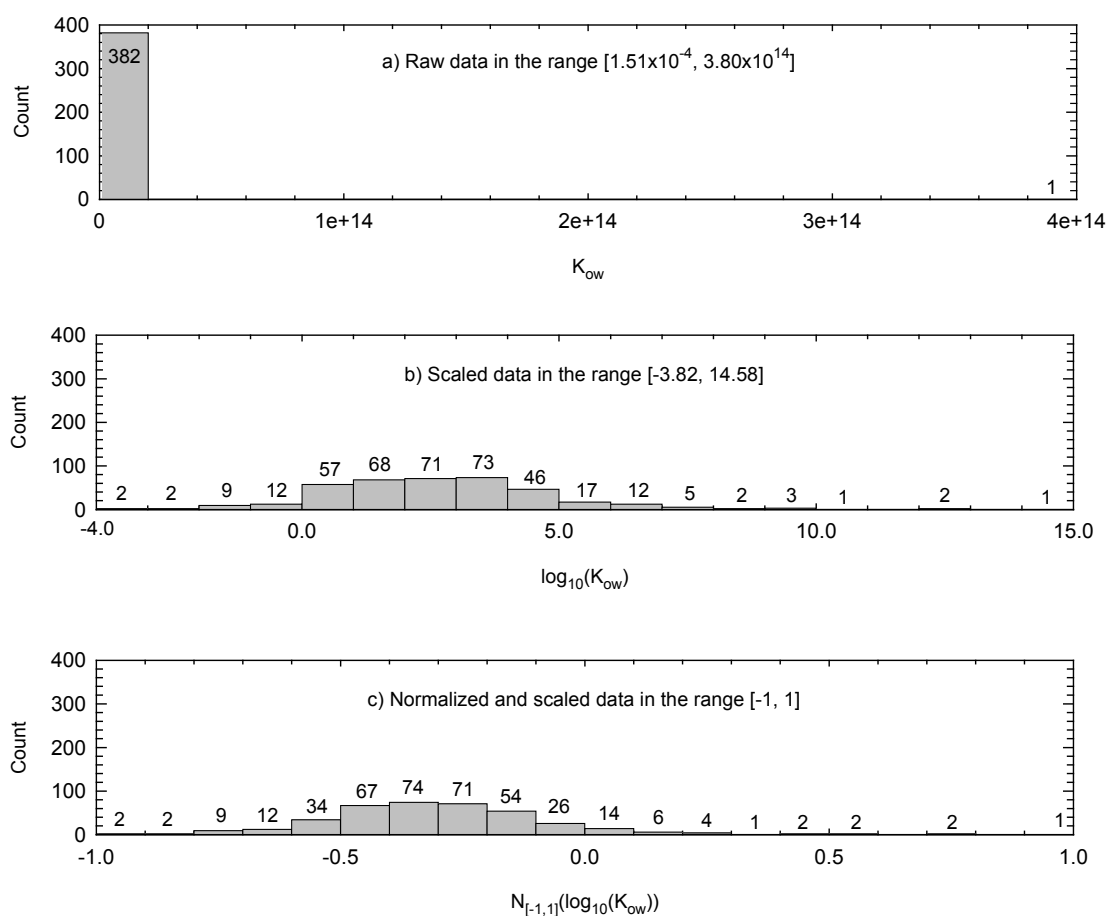 400
300
200
100
0
Count
382
a) Raw data in the range [1.51x10⁻⁴, 3.80x10¹⁴]
1
0 1e+14 2e+14 3e+14 4e+14
Kow
400
300
200
100
0
Count
b) Scaled data in the range [-3.82, 14.58]
2 2 9 12 57 68 71 73 46 17 12 5 2 3 1 2 1
-4.0 0.0 5.0 10.0 15.0
log₁₀(Kow)
400
300
200
100
0
Count
c) Normalized and scaled data in the range [-1, 1]
2 2 9 12 34 67 74 71 54 26 14 6 4 1 2 2 2 1
-1.0 -0.5 0.0 0.5 1.0
N[-1,1](log₁₀(Kow))